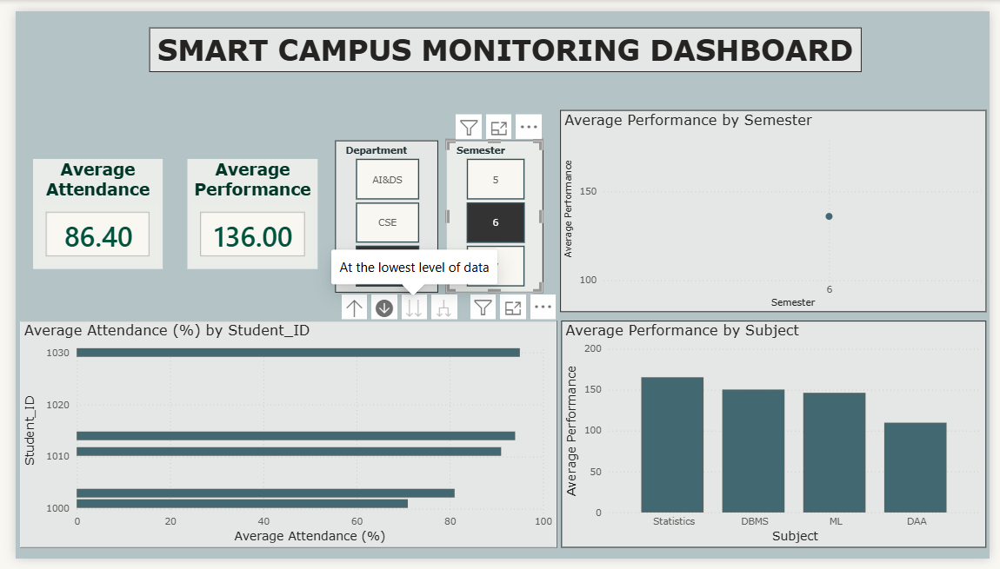 SMART CAMPUS MONITORING DASHBOARD
Average
Attendance
86.40
Average
Performance
136.00
Department
AI&DS
CSE
Semester
5
6
At the lowest level of data
Average Performance by Semester
Average Performance
150
100
6
Semester
Average Attendance (%) by Student_ID
Student_ID
1030
1020
1010
1000
0 20 40 60 80 100
Average Attendance (%)
Average Performance by Subject
Average Performance
200
150
100
50
0
Statistics DBMS ML DAA
Subject